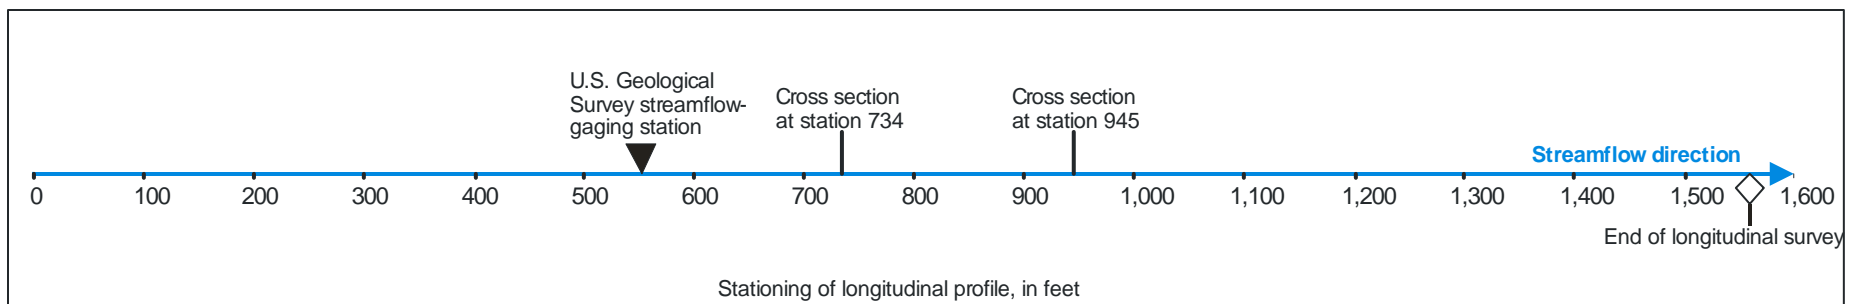 U.S. Geological
Survey streamflow-
gaging station
Cross section
at station 734
Cross section
at station 945
Streamflow direction
0 100 200 300 400 500 600 700 800 900 1,000 1,100 1,200 1,300 1,400 1,500 1,600
End of longitudinal survey
Stationing of longitudinal profile, in feet